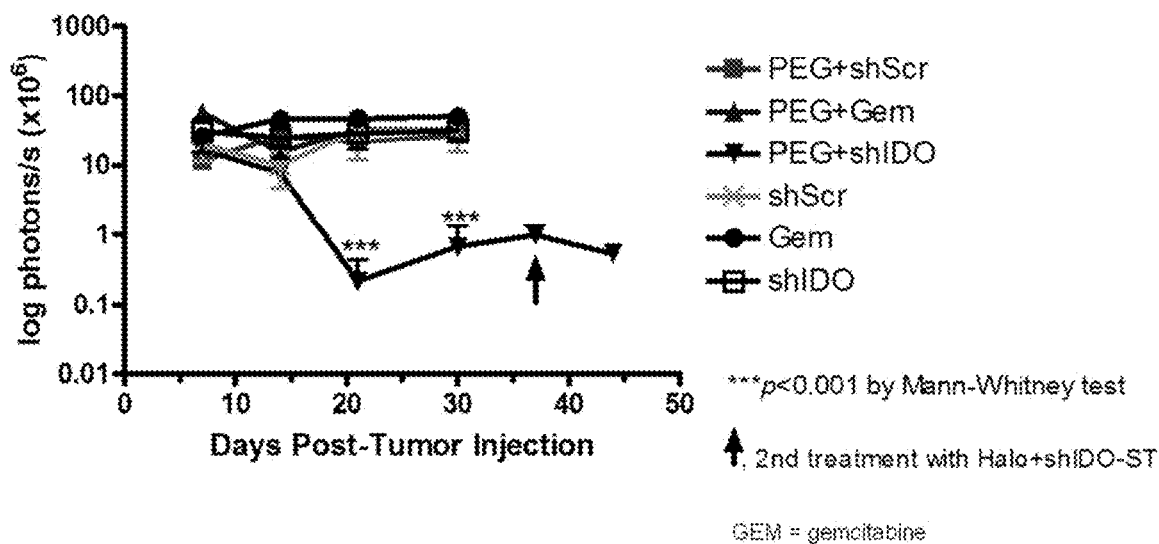 1000
100
10
1
0.1
0.01
log photons/s (x10⁶)
***
***
0 10 20 30 40 50
Days Post-Tumor Injection
PEG+shScr
PEG+Gem
PEG+shIDO
shScr
Gem
shIDO
***p<0.001 by Mann-Whitney test
, 2nd treatment with Halo+shIDO-ST
GEM = gemcitabine